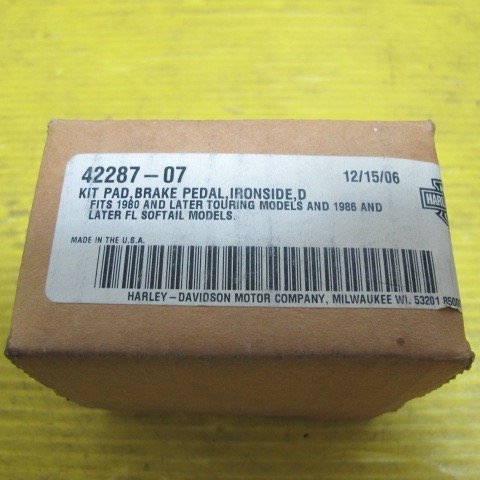 42287-07 12/15/06
KIT PAD,BRAKE PEDAL,IRONSIDE,D
FITS 1980 AND LATER TOURING MODELS AND 1986 AND
LATER FL SOFTAIL MODELS.
MADE IN THE U.S.A.
HARLEY-DAVIDSON MOTOR COMPANY, MILWAUKEE WI. 53201